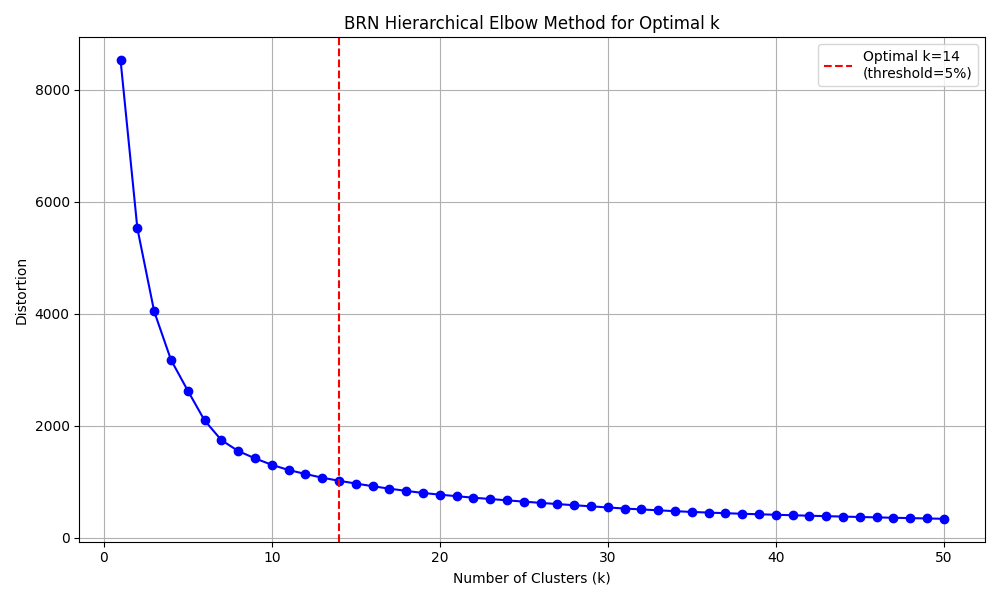 BRN Hierarchical Elbow Method for Optimal k
Optimal k=14
(threshold=5%)
8000
6000
4000
2000
0
Distortion
0 10 20 30 40 50
Number of Clusters (k)